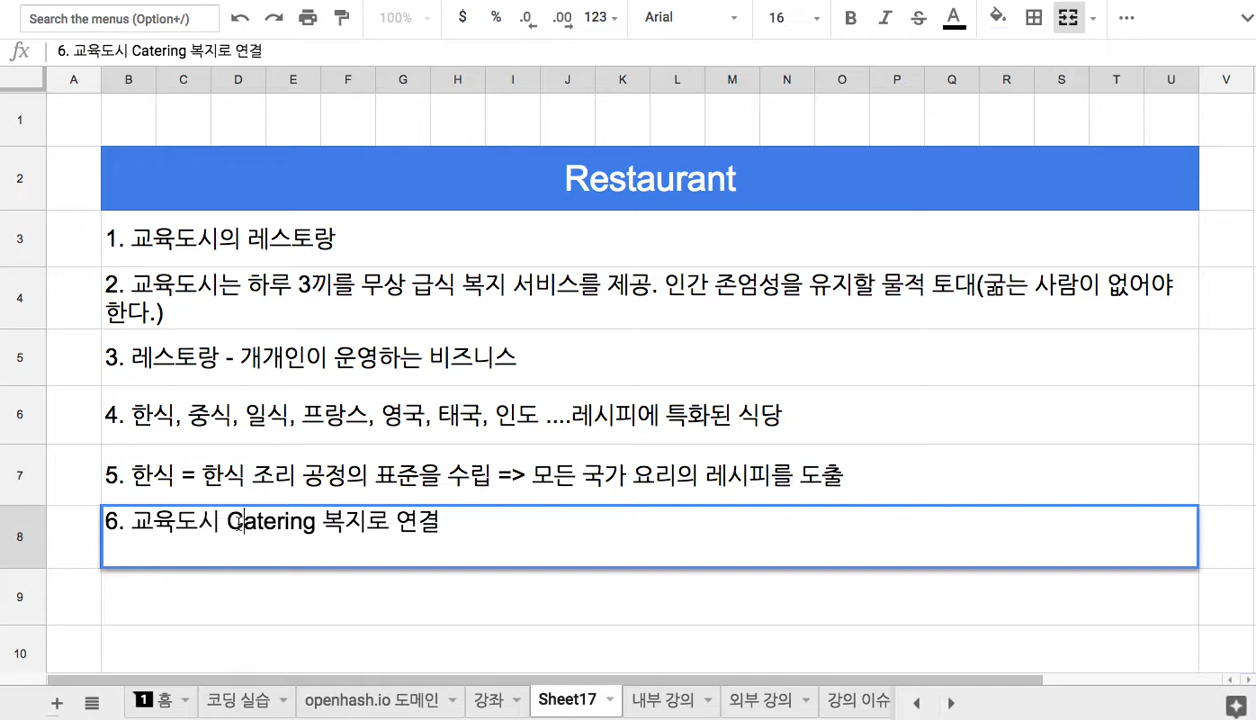 Search the menus (Option+/)
100%
$ % .0 .00 123
Arial
16
B I S A
fx 6. 교육도시 Catering 복지로 연결
A B C D E F G H I J K L M N O P Q R S T U V
1
2 Restaurant
3 1. 교육도시의 레스토랑
4 2. 교육도시는 하루 3끼를 무상 급식 복지 서비스를 제공. 인간 존엄성을 유지할 물적 토대(굶는 사람이 없어야
한다.)
5 3. 레스토랑 - 개개인이 운영하는 비즈니스
6 4. 한식, 중식, 일식, 프랑스, 영국, 태국, 인도 ....레시피에 특화된 식당
7 5. 한식 = 한식 조리 공정의 표준을 수립 => 모든 국가 요리의 레시피를 도출
8 6. 교육도시 Catering 복지로 연결
9
10
1 홈 코딩 실습 openhash.io 도메인 강좌 Sheet17 내부 강의 외부 강의 강의 이슈